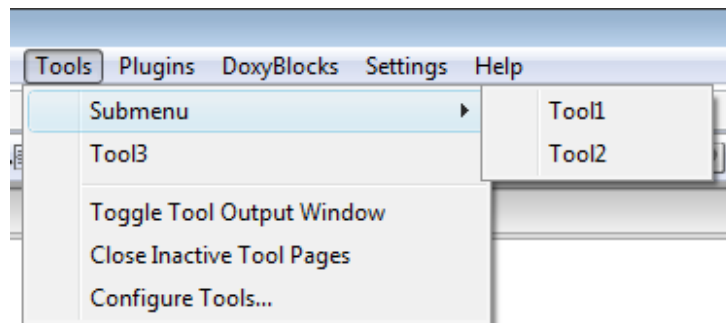 Tools Plugins DoxyBlocks Settings Help
Submenu Tool1
Tool3 Tool2
Toggle Tool Output Window
Close Inactive Tool Pages
Configure Tools...